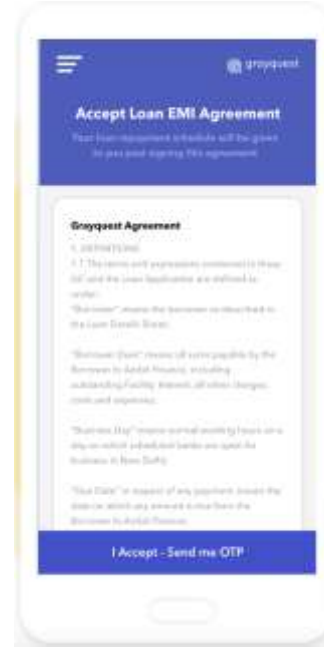 grayquest
Accept Loan EMI Agreement
Your loan repayment schedule will be given
to you post signing this agreement
Grayquest Agreement
1. DEFINITIONS
1.1 The terms and expressions contained in these
and the Loan Application are defined as
under:
"Borrower" means the borrower as described in
the Loan Details Sheet.
"Borrower Dues" means all sums payable by the
Borrower to Ambit Finance, including
outstanding Facility, Interest, all other charges,
costs and expenses.
"Business Day" means normal working hours on a
day on which scheduled banks are open for
business in New Delhi.
"Due Date" in respect of any payment means the
date on which any amount is due from the
Borrower to Ambit Finance.
I Accept - Send me OTP